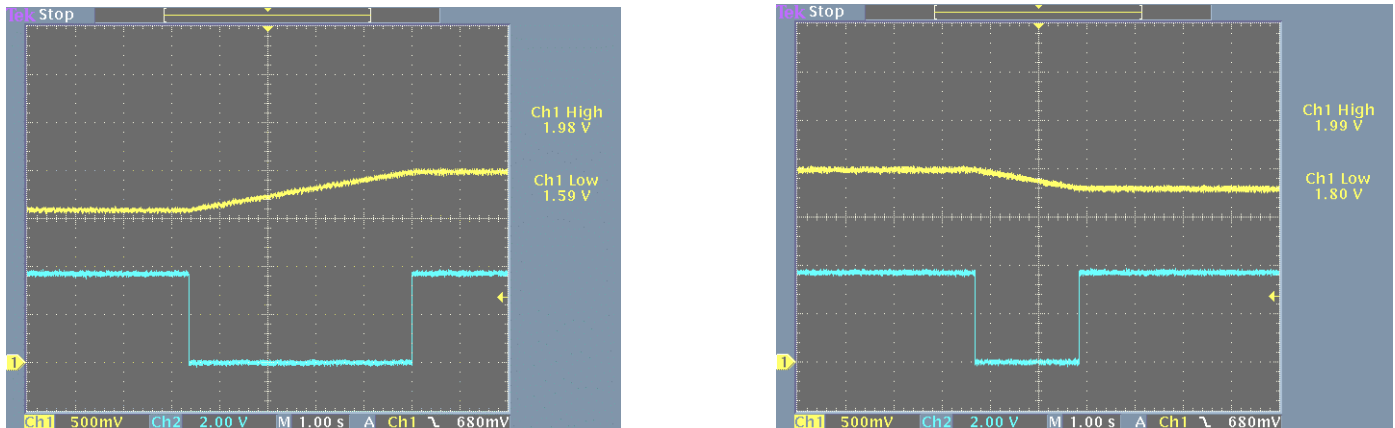 Tek Stop
Ch1 High
1.98 V
Ch1 Low
1.59 V
1
Ch1 500mV Ch2 2.00 V M 1.00 s A Ch1 680mV
Tek Stop
Ch1 High
1.99 V
Ch1 Low
1.80 V
1
Ch1 500mV Ch2 2.00 V M 1.00 s A Ch1 680mV